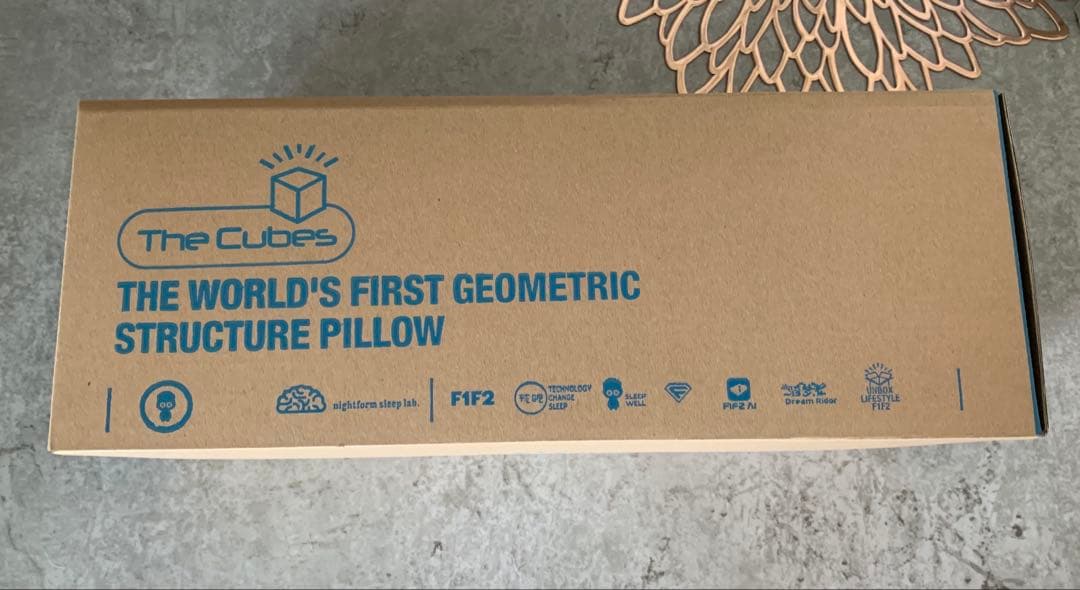 The Cubes
THE WORLD'S FIRST GEOMETRIC
STRUCTURE PILLOW
nightform sleep lab.
F1F2
TECHNOLOGY
CHANGE
SLEEP
SLEEP
WELL
F1F2 AI
Dream Ridor
UNBOX
LIFESTYLE
F1F2